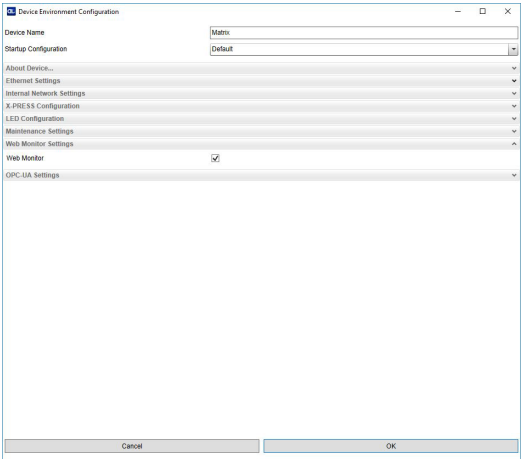 DL Device Environment Configuration
Device Name Matrix
Startup Configuration Default
About Device...
Ethernet Settings
Internal Network Settings
X-PRESS Configuration
LED Configuration
Maintenance Settings
Web Monitor Settings
Web Monitor
OPC-UA Settings
Cancel OK